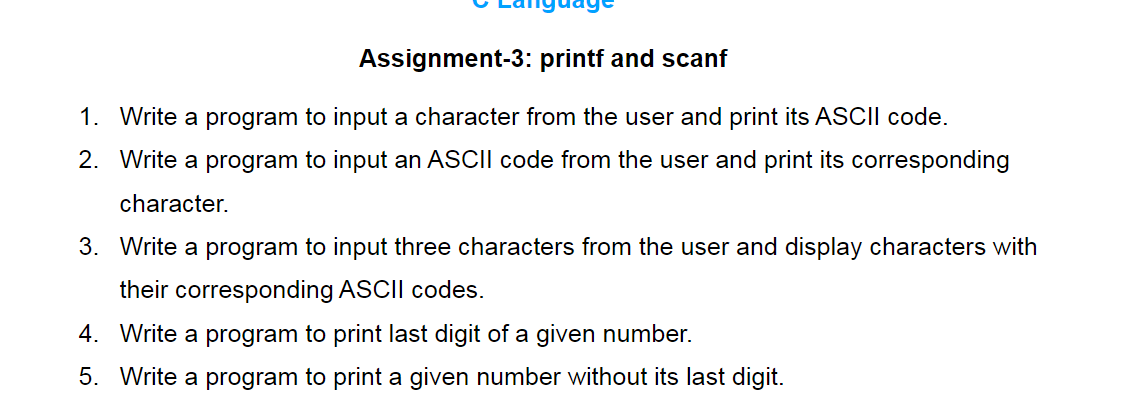 C Language
Assignment-3: printf and scanf
1. Write a program to input a character from the user and print its ASCII code.
2. Write a program to input an ASCII code from the user and print its corresponding
character.
3. Write a program to input three characters from the user and display characters with
their corresponding ASCII codes.
4. Write a program to print last digit of a given number.
5. Write a program to print a given number without its last digit.